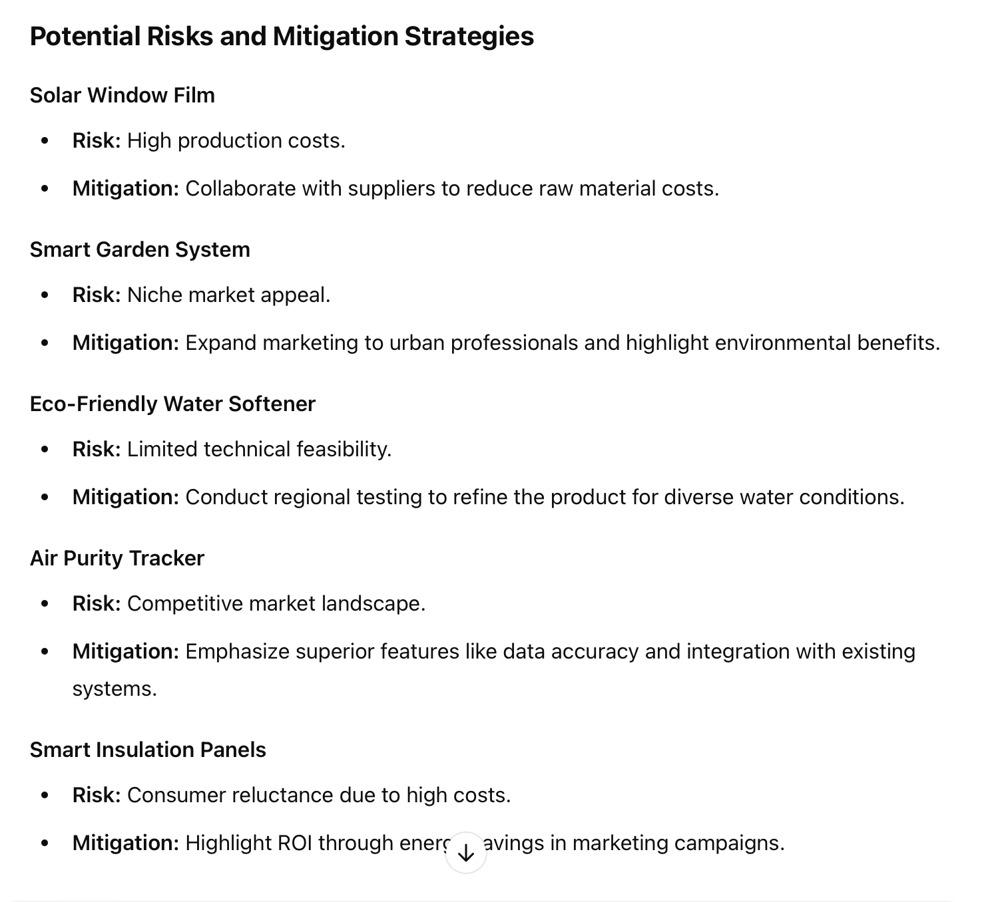 Potential Risks and Mitigation Strategies
Solar Window Film
• Risk: High production costs.
• Mitigation: Collaborate with suppliers to reduce raw material costs.
Smart Garden System
• Risk: Niche market appeal.
• Mitigation: Expand marketing to urban professionals and highlight environmental benefits.
Eco-Friendly Water Softener
• Risk: Limited technical feasibility.
• Mitigation: Conduct regional testing to refine the product for diverse water conditions.
Air Purity Tracker
• Risk: Competitive market landscape.
• Mitigation: Emphasize superior features like data accuracy and integration with existing
systems.
Smart Insulation Panels
• Risk: Consumer reluctance due to high costs.
• Mitigation: Highlight ROI through in marketing campaigns.